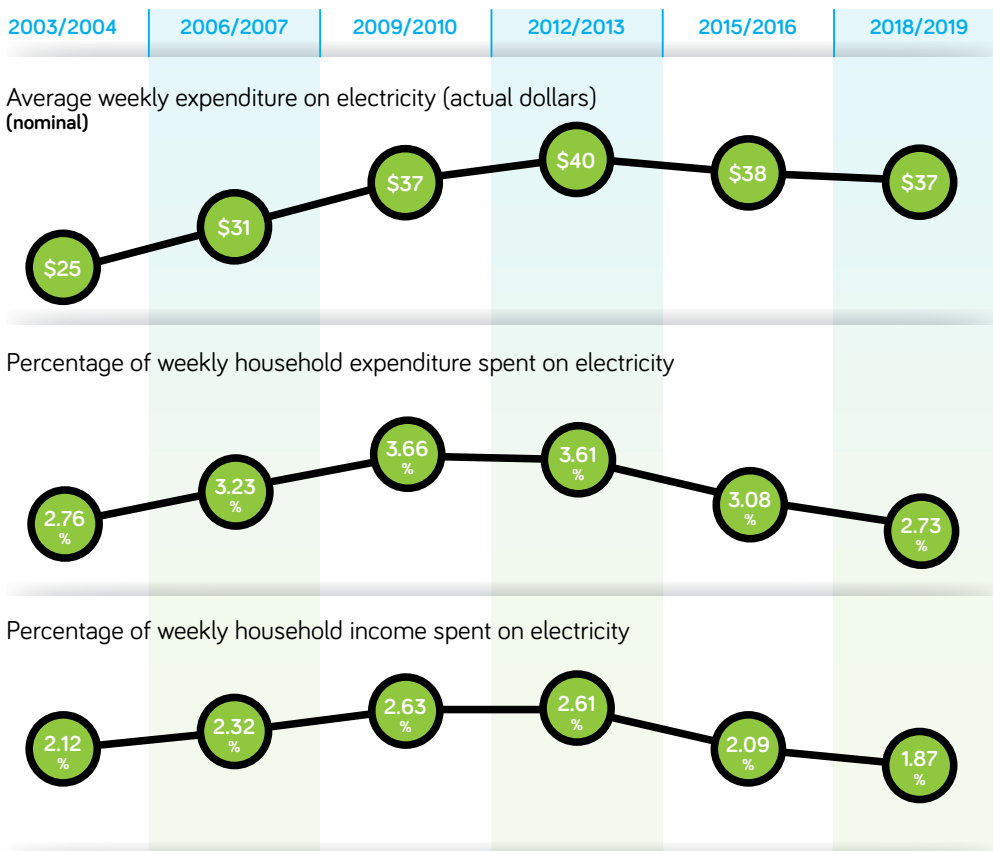 2003/2004 2006/2007 2009/2010 2012/2013 2015/2016 2018/2019
Average weekly expenditure on electricity (actual dollars)
(nominal)
$25 $31 $37 $40 $38 $37
Percentage of weekly household expenditure spent on electricity
2.76 % 3.23 % 3.66 % 3.61 % 3.08 % 2.73 %
Percentage of weekly household income spent on electricity
2.12 % 2.32 % 2.63 % 2.61 % 2.09 % 1.87 %